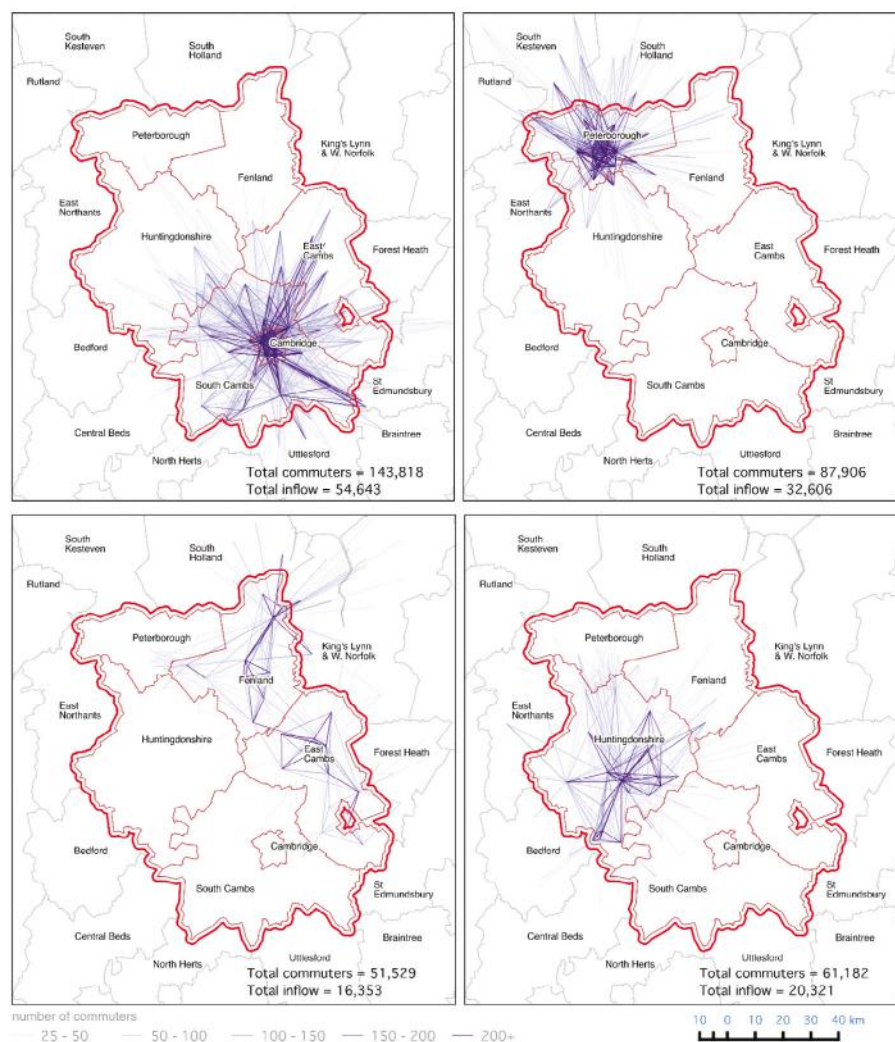 South
Kesteven
South
Holland
Rutland
Peterborough
King's Lynn
& W. Norfolk
Fenland
East
Northants
Huntingdonshire
East
Cambs
Forest Heath
Bedford
Cambridge
South Cambs
St
Edmundsbury
Central Beds
Braintree
North Herts
Uttlesford
Total commuters = 143,818
Total inflow = 54,643
South
Kesteven
South
Holland
Rutland
Peterborough
King's Lynn
& W. Norfolk
Fenland
East
Northants
Huntingdonshire
East
Cambs
Forest Heath
Bedford
Cambridge
South Cambs
St
Edmundsbury
Central Beds
Braintree
North Herts
Uttlesford
Total commuters = 87,906
Total inflow = 32,606
South
Kesteven
South
Holland
Rutland
Peterborough
King's Lynn
& W. Norfolk
Fenland
East
Northants
Huntingdonshire
East
Cambs
Forest Heath
Bedford
Cambridge
South Cambs
St
Edmundsbury
Central Beds
Braintree
North Herts
Uttlesford
Total commuters = 51,529
Total inflow = 16,353
South
Kesteven
South
Holland
Rutland
Peterborough
King's Lynn
& W. Norfolk
Fenland
East
Northants
Huntingdonshire
East
Cambs
Forest Heath
Bedford
Cambridge
South Cambs
St
Edmundsbury
Central Beds
Braintree
North Herts
Uttlesford
Total commuters = 61,182
Total inflow = 20,321
number of commuters
25 - 50 50 - 100 100 - 150 150 - 200 200+
10 0 10 20 30 40 km